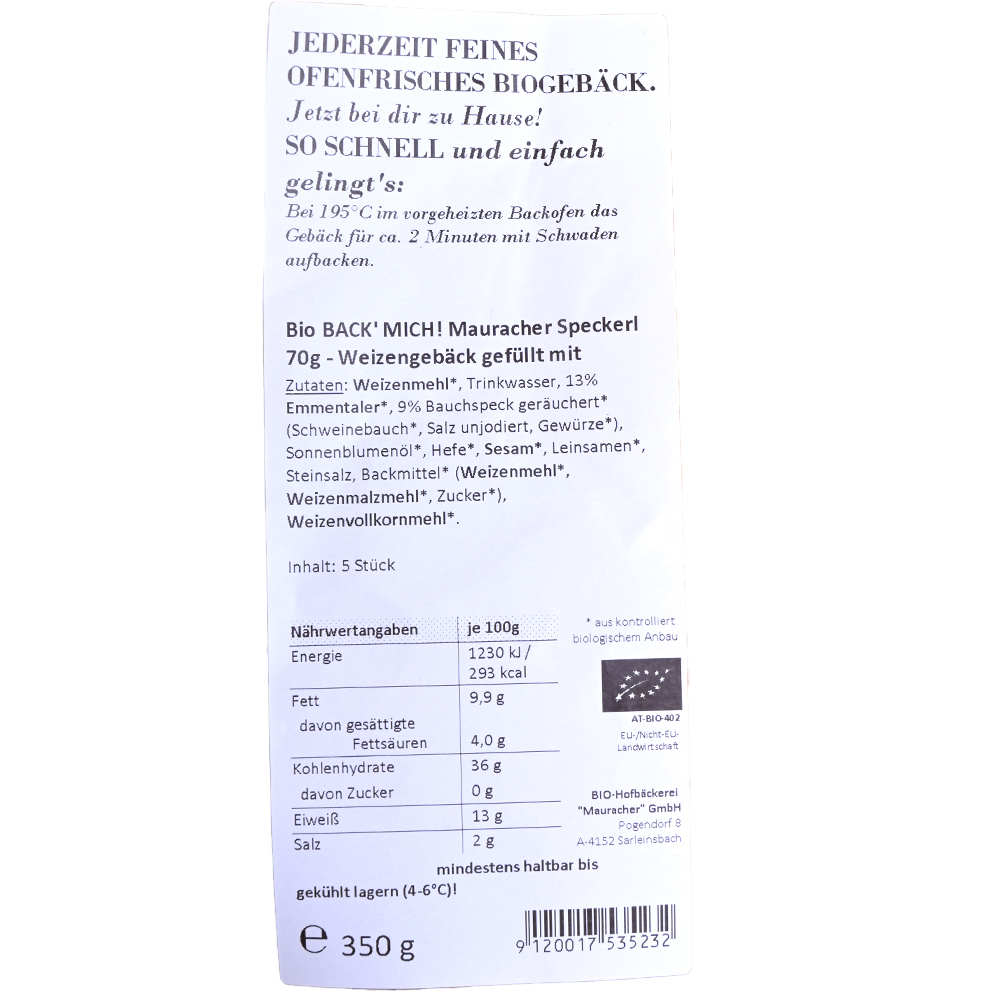 JEDERZEIT FEINES
OFENFRISCHES BIOGEBÄCK.
Jetzt bei dir zu Hause!
SO SCHNELL und einfach
gelingt's:
Bei 195°C im vorgeheizten Backofen das
Gebäck für ca. 2 Minuten mit Schwaden
aufbacken.
Bio BACK' MICH! Mauracher Speckerl
70g - Weizengebäck gefüllt mit
Zutaten: Weizenmehl*, Trinkwasser, 13%
Emmentaler*, 9% Bauchspeck geräuchert*
(Schweinebauch*, Salz unjodiert, Gewürze*),
Sonnenblumenöl*, Hefe*, Sesam*, Leinsamen*,
Steinsalz, Backmittel* (Weizenmehl*,
Weizenmalzmehl*, Zucker*),
Weizenvollkornmehl*.
Inhalt: 5 Stück
Nährwertangaben je 100g
Energie 1230 kJ /
293 kcal
Fett 9,9 g
davon gesättigte
Fettsäuren 4,0 g
Kohlenhydrate 36 g
davon Zucker 0 g
Eiweiß 13 g
Salz 2 g
* aus kontrolliert
biologischem Anbau
AT-BIO-402
EU-/Nicht-EU-
Landwirtschaft
BIO-Hofbäckerei
"Mauracher" GmbH
Pogendorf 8
A-4152 Sarleinsbach
mindestens haltbar bis
gekühlt lagern (4-6°C)!
e 350 g
9 120017 535232